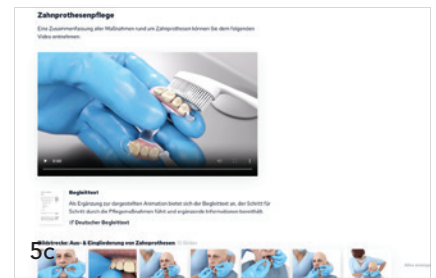 Zahnprothesenpflege
Eine Zusammenfassung aller Maßnahmen rund um Zahnprothesen können Sie dem folgenden
Video entnehmen.
Begleittext
Als Ergänzung zur dargestellten Animation bietet sich der Begleittext an, der Schritt für
Schritt durch die Pflegemaßnahmen führt und ergänzende Informationen bereithält.
Deutscher Begleittext
Bildstrecke: Aus- & Eingliederung von Zahnprothesen
5c